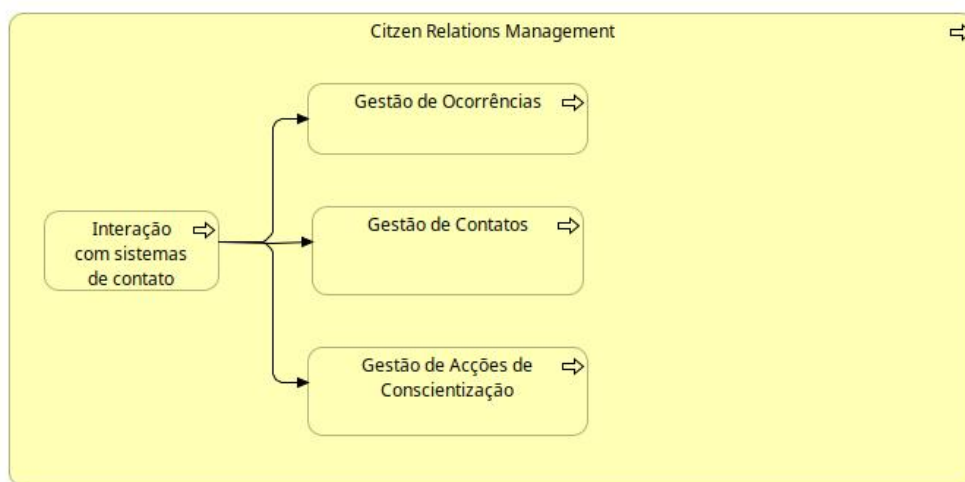 Citzen Relations Management
Gestão de Ocorrências
Interação
com sistemas
de contato
Gestão de Contatos
Gestão de Acções de
Conscientização